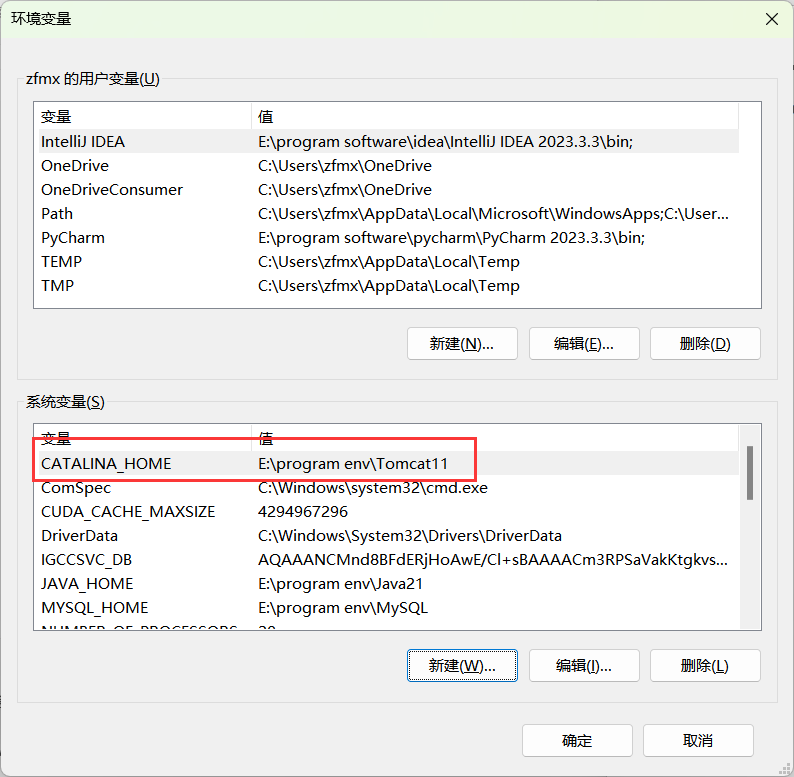 环境变量
zfmx 的用户变量(U)
变量 值
IntelliJ IDEA E:\program software\idea\IntelliJ IDEA 2023.3.3\bin;
OneDrive C:\Users\zfmx\OneDrive
OneDriveConsumer C:\Users\zfmx\OneDrive
Path C:\Users\zfmx\AppData\Local\Microsoft\WindowsApps;C:\User...
PyCharm E:\program software\pycharm\PyCharm 2023.3.3\bin;
TEMP C:\Users\zfmx\AppData\Local\Temp
TMP C:\Users\zfmx\AppData\Local\Temp
新建(N)... 编辑(E)... 删除(D)
系统变量(S)
变量 值
CATALINA_HOME E:\program env\Tomcat11
ComSpec C:\Windows\system32\cmd.exe
CUDA_CACHE_MAXSIZE 4294967296
DriverData C:\Windows\System32\Drivers\DriverData
IGCCSVC_DB AQAAANCMnd8BFdERjHoAwE/Cl+sBAAAACm3RPSaVakKtgkvs...
JAVA_HOME E:\program env\Java21
MYSQL_HOME E:\program env\MySQL
NUMBER_OF_PROCESSORS 20
新建(W)... 编辑(I)... 删除(L)
确定 取消